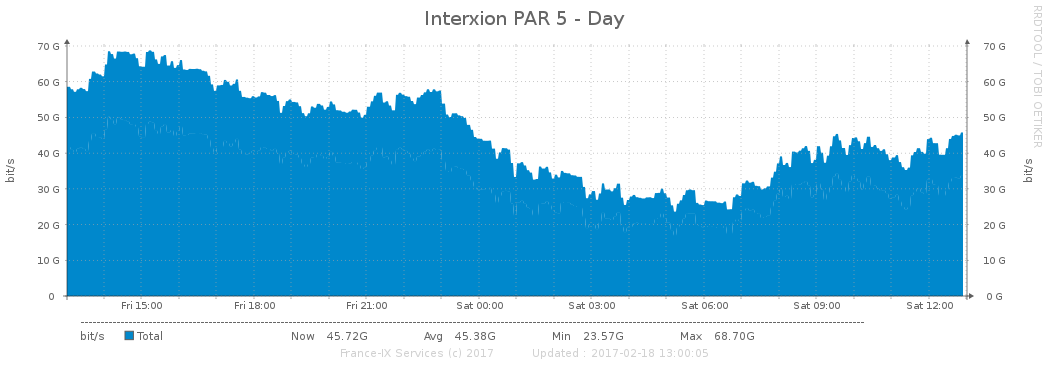 Interxion PAR 5 - Day
RRDTOOL / TOBI OETIKER
bit/s
bit/s
70 G 70 G
60 G 60 G
50 G 50 G
40 G 40 G
30 G 30 G
20 G 20 G
10 G 10 G
0 0 G
Fri 15:00 Fri 18:00 Fri 21:00 Sat 00:00 Sat 03:00 Sat 06:00 Sat 09:00 Sat 12:00
bit/s Total Now 45.72G Avg 45.38G Min 23.57G Max 68.70G
France-IX Services (c) 2017 Updated : 2017-02-18 13:00:05